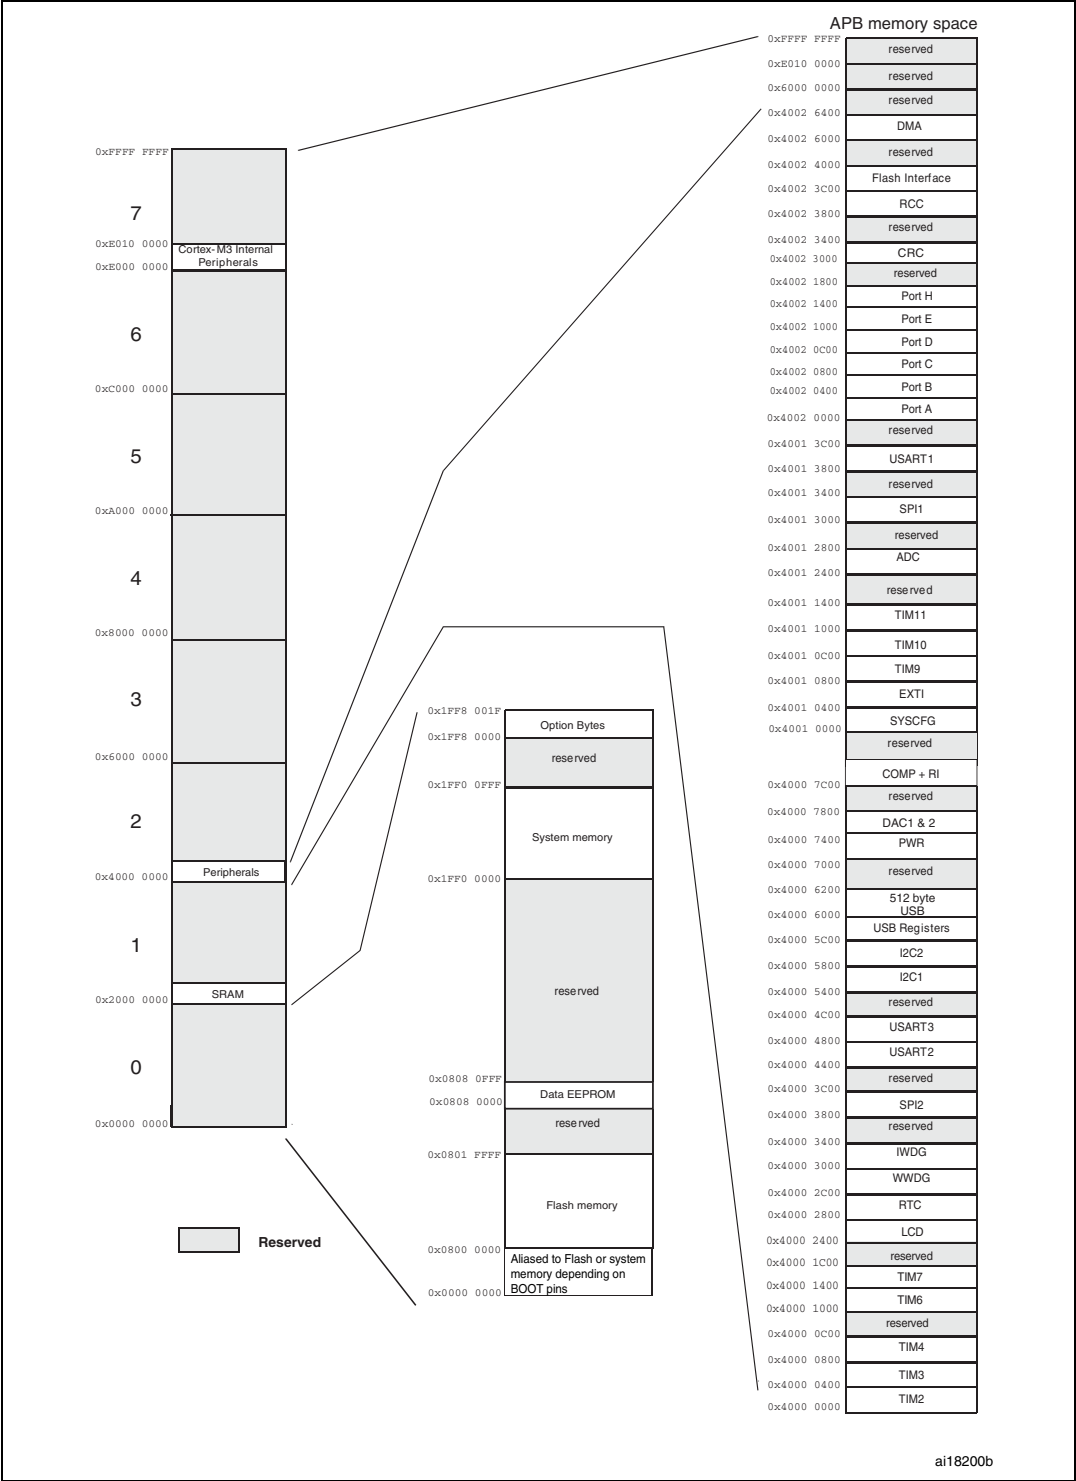 APB memory space
0xFFFF FFFF
reserved
0xE010 0000
reserved
0x6000 0000
reserved
0x4002 6400
DMA
0x4002 6000
reserved
0x4002 4000
Flash Interface
0x4002 3C00
RCC
0x4002 3800
reserved
0x4002 3400
CRC
0x4002 3000
reserved
0x4002 1800
Port H
0x4002 1400
Port E
0x4002 1000
Port D
0x4002 0C00
Port C
0x4002 0800
Port B
0x4002 0400
Port A
0x4002 0000
reserved
0x4001 3C00
USART1
0x4001 3800
reserved
0x4001 3400
SPI1
0x4001 3000
reserved
0x4001 2800
ADC
0x4001 2400
reserved
0x4001 1400
TIM11
0x4001 1000
TIM10
0x4001 0C00
TIM9
0x4001 0800
EXTI
0x4001 0400
SYSCFG
0x4001 0000
reserved
COMP + RI
0x4000 7C00
reserved
0x4000 7800
DAC1 & 2
0x4000 7400
PWR
0x4000 7000
reserved
0x4000 6200
512 byte
USB
0x4000 6000
USB Registers
0x4000 5C00
I2C2
0x4000 5800
I2C1
0x4000 5400
reserved
0x4000 4C00
USART3
0x4000 4800
USART2
0x4000 4400
reserved
0x4000 3C00
SPI2
0x4000 3800
reserved
0x4000 3400
IWDG
0x4000 3000
WWDG
0x4000 2C00
RTC
0x4000 2800
LCD
0x4000 2400
reserved
0x4000 1C00
TIM7
0x4000 1400
TIM6
0x4000 1000
reserved
0x4000 0C00
TIM4
0x4000 0800
TIM3
0x4000 0400
TIM2
0x4000 0000
0xFFFF FFFF
7
0xE010 0000
Cortex-M3 Internal
Peripherals
0xE000 0000
6
0xC000 0000
5
0xA000 0000
4
0x8000 0000
3
0x6000 0000
2
Peripherals
0x4000 0000
1
SRAM
0x2000 0000
0
0x0000 0000
Reserved
0x1FF8 001F
Option Bytes
0x1FF8 0000
reserved
0x1FF0 0FFF
System memory
0x1FF0 0000
reserved
0x0808 0FFF
Data EEPROM
0x0808 0000
reserved
0x0801 FFFF
Flash memory
0x0800 0000
Aliased to Flash or system
memory depending on
BOOT pins
0x0000 0000
ai18200b